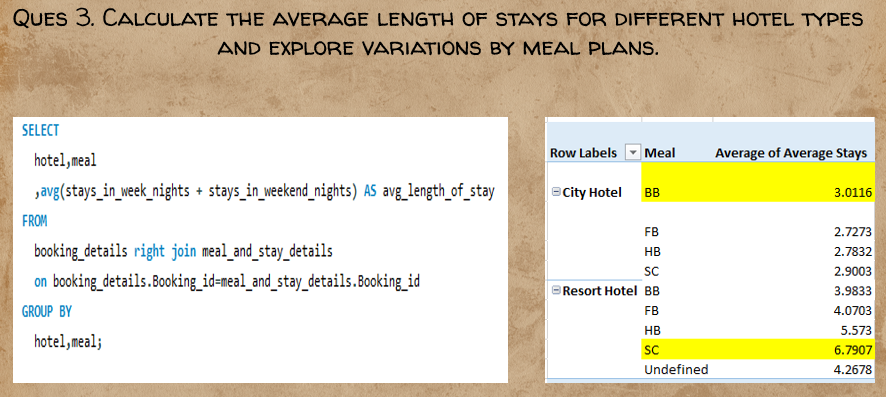 Ques 3. Calculate the average length of stays for different hotel types
and explore variations by meal plans.
SELECT
hotel,meal
,avg(stays_in_week_nights + stays_in_weekend_nights) AS avg_length_of_stay
FROM
booking_details right join meal_and_stay_details
on booking_details.Booking_id=meal_and_stay_details.Booking_id
GROUP BY
hotel,meal;
Row Labels Meal Average of Average Stays
City Hotel BB 3.0116
FB 2.7273
HB 2.7832
SC 2.9003
Resort Hotel BB 3.9833
FB 4.0703
HB 5.573
SC 6.7907
Undefined 4.2678